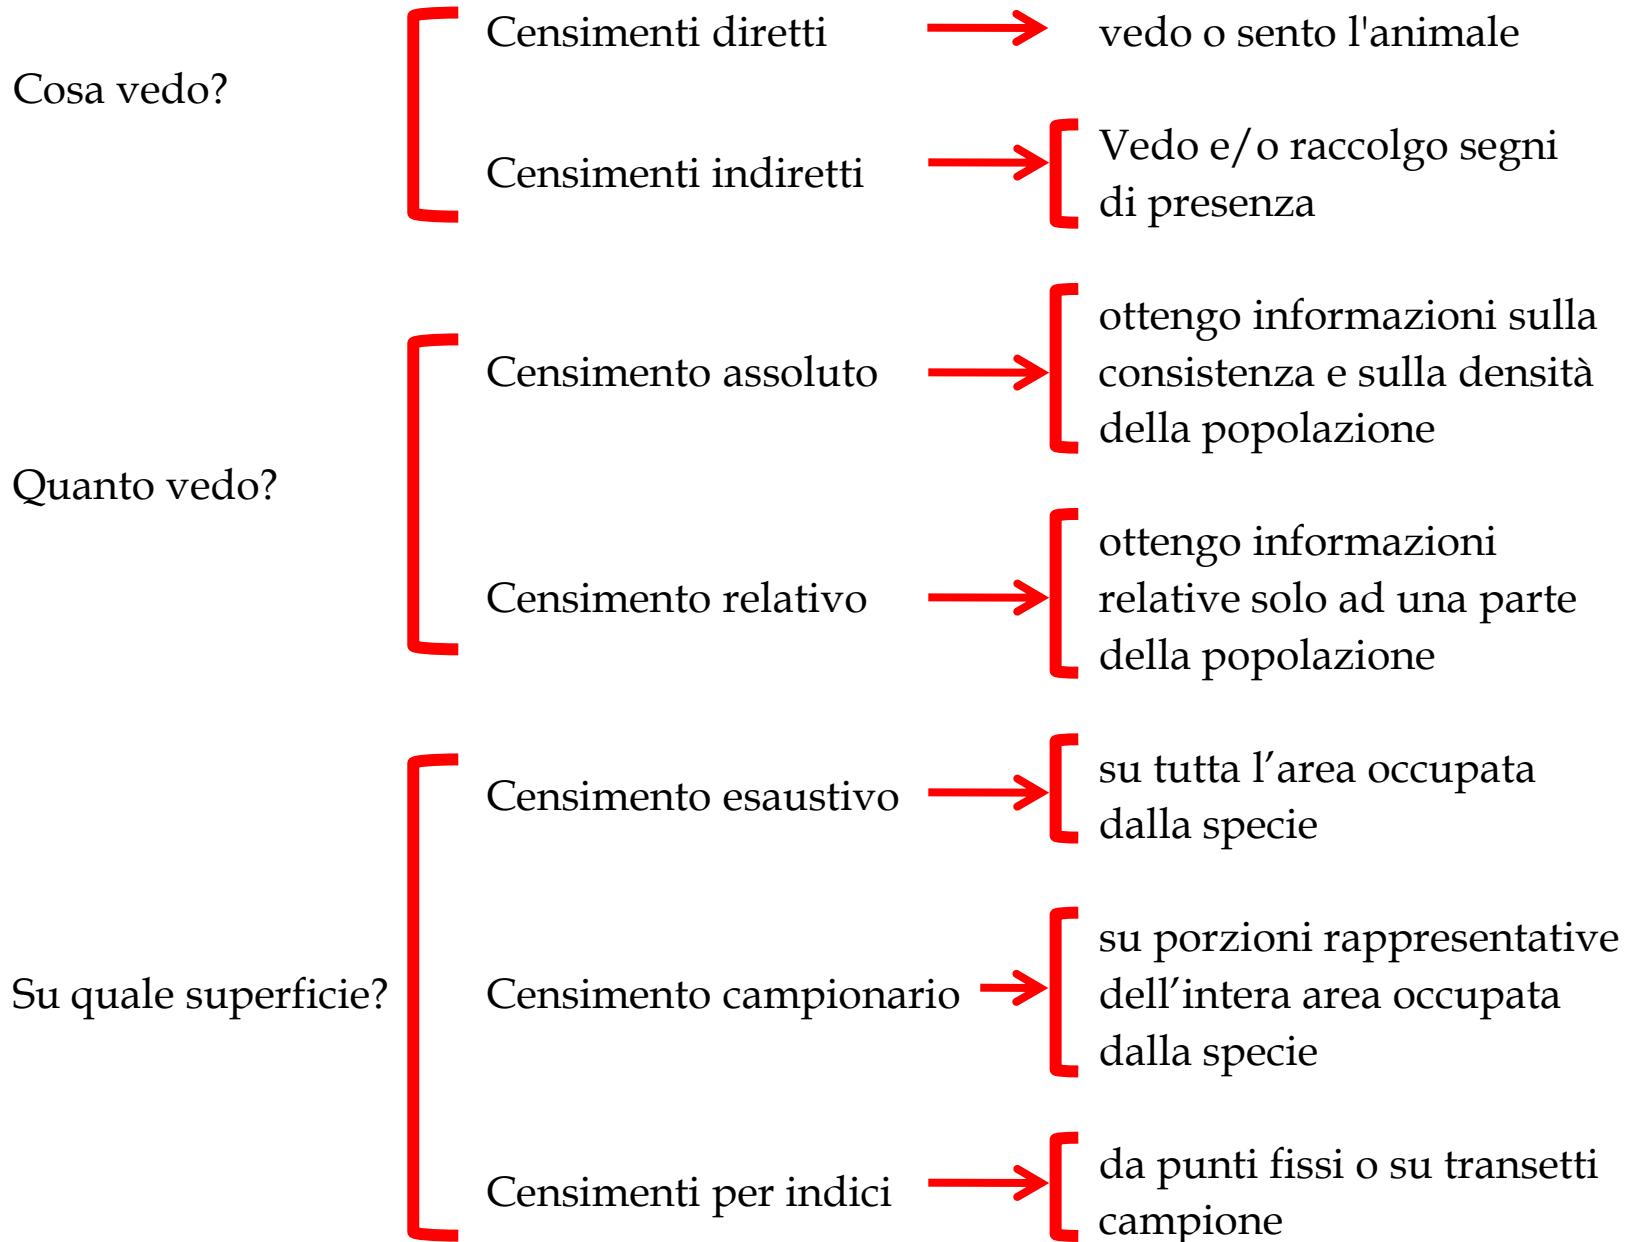 Cosa vedo?
Censimenti diretti
vedo o sento l'animale
Censimenti indiretti
Vedo e/o raccolgo segni
di presenza
Quanto vedo?
Censimento assoluto
ottengo informazioni sulla
consistenza e sulla densità
della popolazione
Censimento relativo
ottengo informazioni
relative solo ad una parte
della popolazione
Su quale superficie?
Censimento esaustivo
su tutta l’area occupata
dalla specie
Censimento campionario
su porzioni rappresentative
dell’intera area occupata
dalla specie
Censimenti per indici
da punti fissi o su transetti
campione